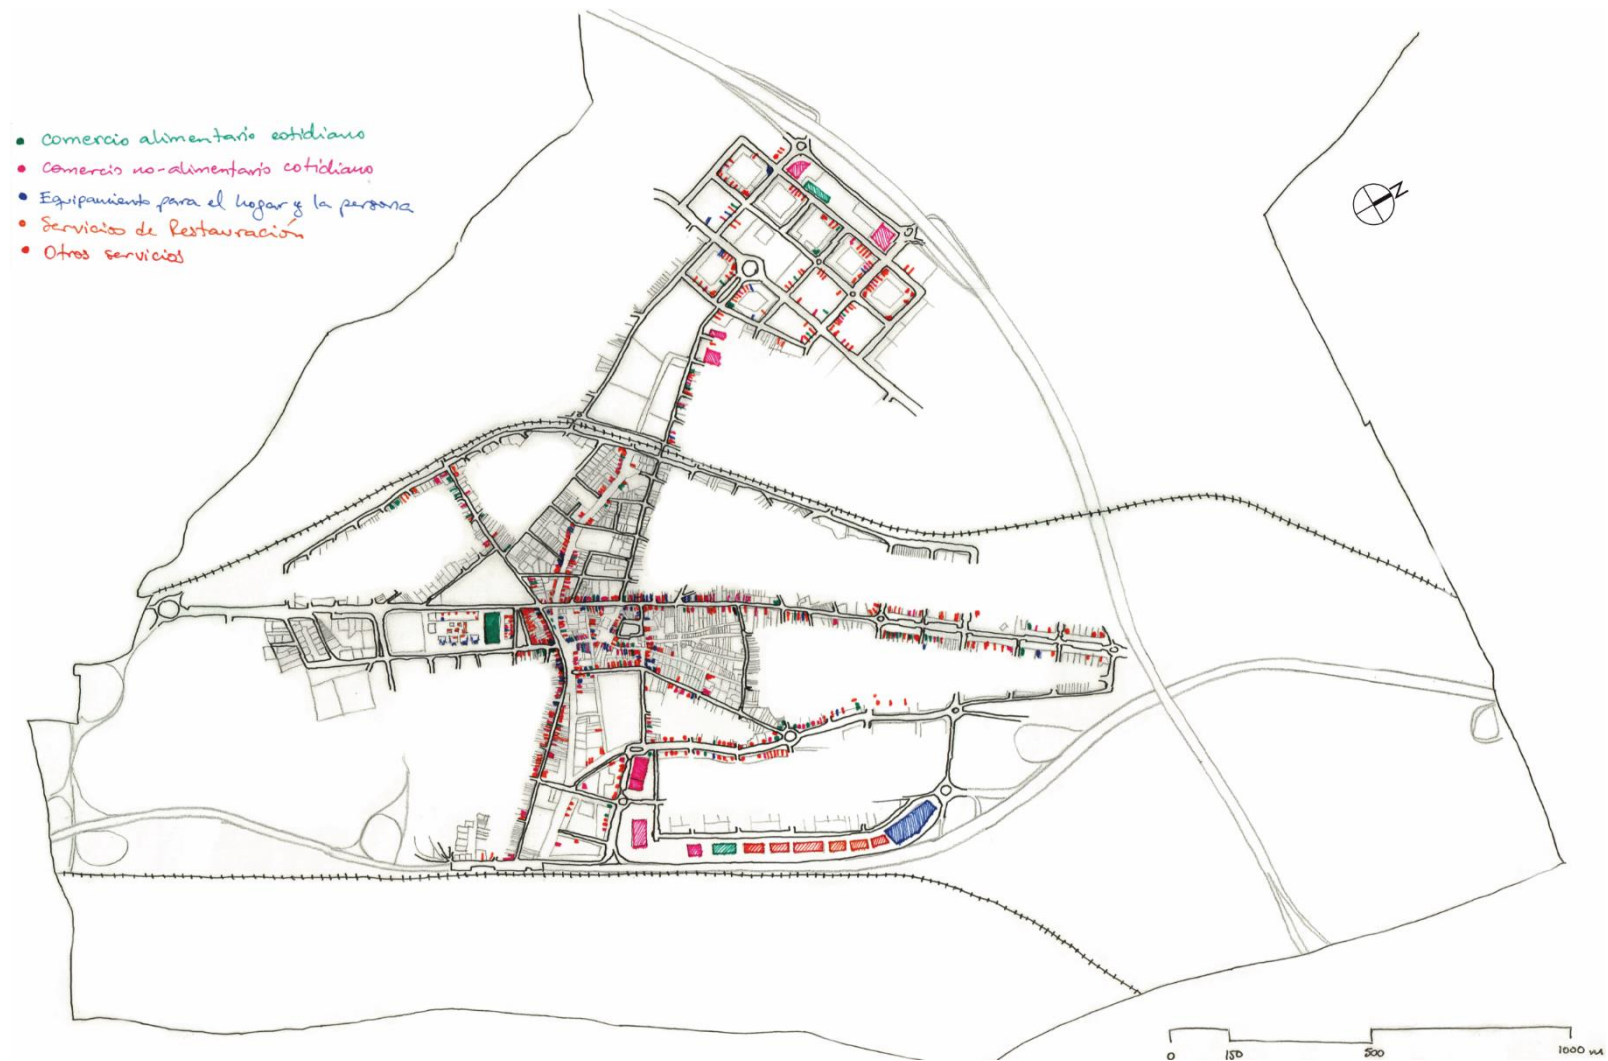 comercio alimentario cotidiano
comercio no-alimentario cotidiano
Equipamiento para el hogar y la persona
Servicios de Restauración
Otros servicios
N
0 150 500 1000 m